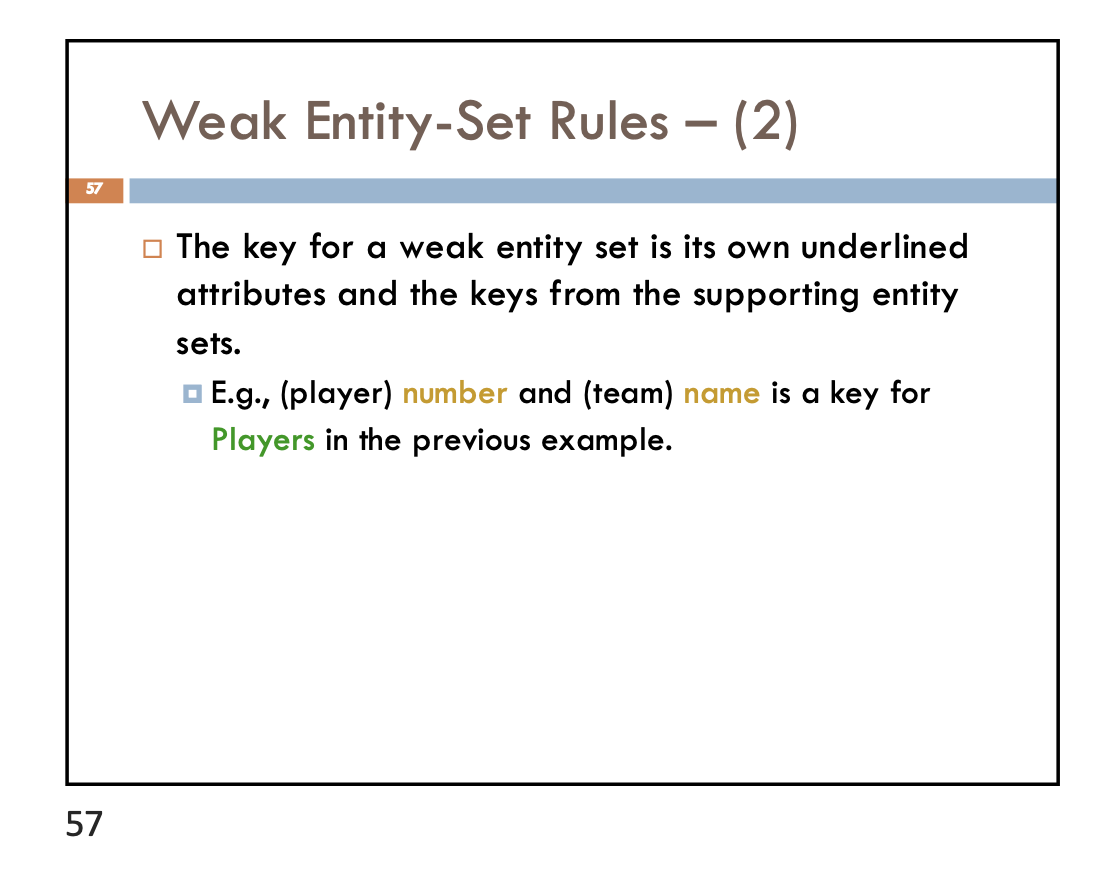 Weak Entity-Set Rules – (2)
57
The key for a weak entity set is its own underlined
attributes and the keys from the supporting entity
sets.
E.g., (player) number and (team) name is a key for
Players in the previous example.
57